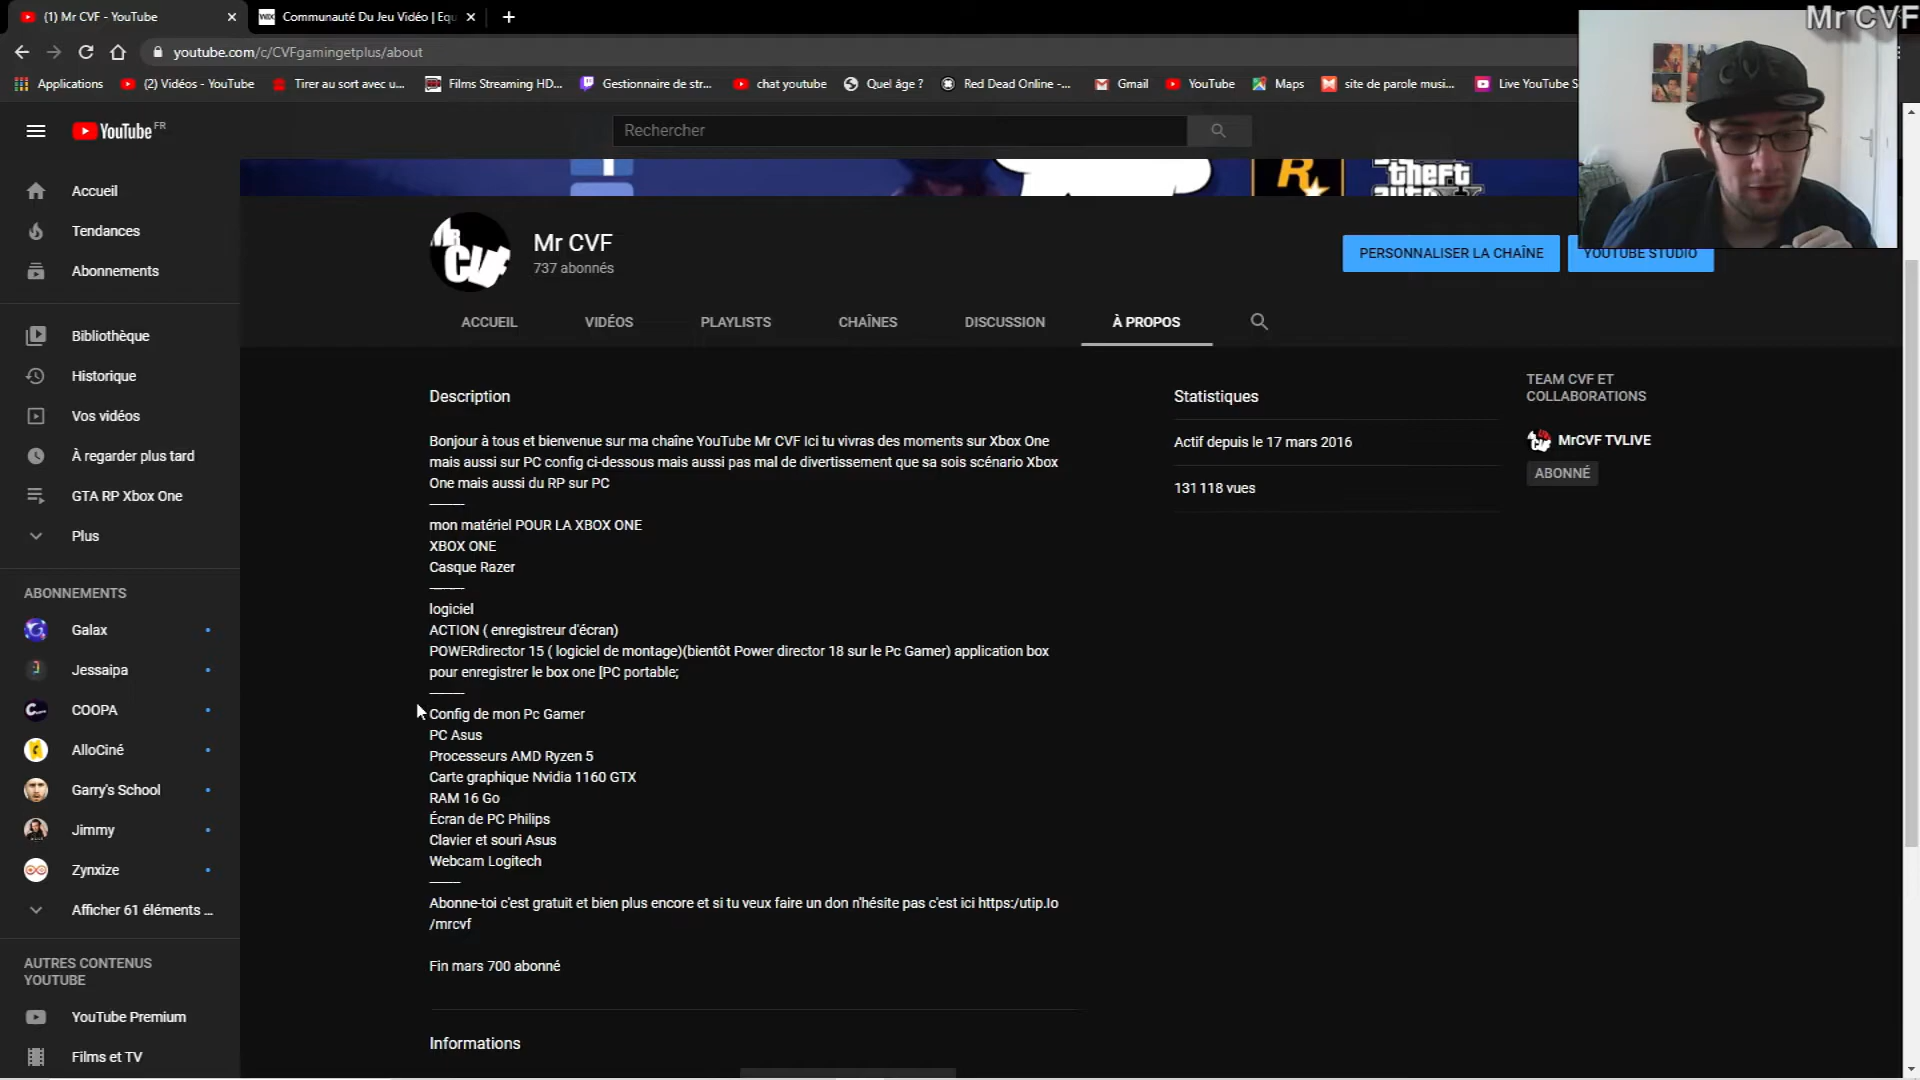 (1) Mr CVF - YouTube
WIX Communauté Du Jeu Vidéo | Equ
Mr CVF
youtube.com/c/CVFgamingetplus/about
Applications (2) Vidéos - YouTube Tirer au sort avec u... Films Streaming HD... Gestionnaire de str... chat youtube Quel âge ? Red Dead Online -... Gmail YouTube Maps site de parole musi... Live YouTube S
YouTube FR
Rechercher
theft
Accueil
Tendances
Abonnements
Bibliothèque
Historique
Vos vidéos
À regarder plus tard
GTA RP Xbox One
Plus
ABONNEMENTS
Galax
Jessaipa
COOPA
AlloCiné
Garry's School
Jimmy
Zynxize
Afficher 61 éléments ...
AUTRES CONTENUS
YOUTUBE
YouTube Premium
Films et TV
MR CVF
Mr CVF
737 abonnés
PERSONNALISER LA CHAÎNE
YOUTUBE STUDIO
ACCUEIL VIDÉOS PLAYLISTS CHAÎNES DISCUSSION À PROPOS
Description
Bonjour à tous et bienvenue sur ma chaîne YouTube Mr CVF Ici tu vivras des moments sur Xbox One
mais aussi sur PC config ci-dessous mais aussi pas mal de divertissement que sa sois scénario Xbox
One mais aussi du RP sur PC
mon matériel POUR LA XBOX ONE
XBOX ONE
Casque Razer
logiciel
ACTION ( enregistreur d'écran)
POWERdirector 15 ( logiciel de montage)(bientôt Power director 18 sur le Pc Gamer) application box
pour enregistrer le box one [PC portable;
Config de mon Pc Gamer
PC Asus
Processeurs AMD Ryzen 5
Carte graphique Nvidia 1160 GTX
RAM 16 Go
Écran de PC Philips
Clavier et souri Asus
Webcam Logitech
Abonne-toi c'est gratuit et bien plus encore et si tu veux faire un don n'hésite pas c'est ici https:/utip.Io
/mrcvf
Fin mars 700 abonné
Informations
Statistiques
Actif depuis le 17 mars 2016
131 118 vues
TEAM CVF ET
COLLABORATIONS
MrCVF TVLIVE
ABONNÉ